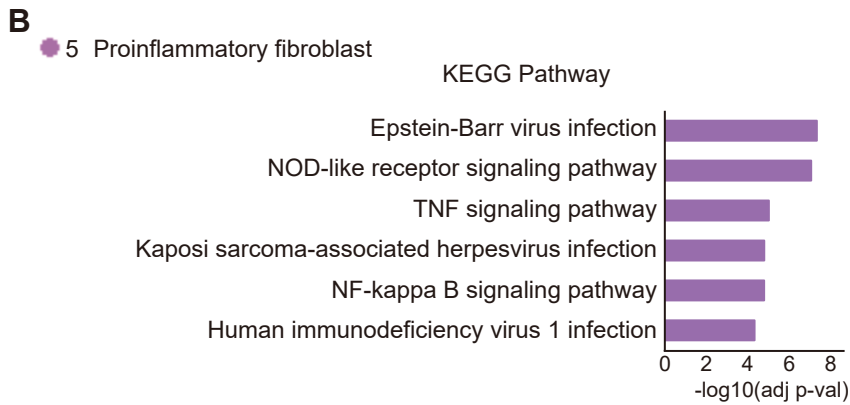 B
5 Proinflammatory fibroblast
KEGG Pathway
Epstein-Barr virus infection
NOD-like receptor signaling pathway
TNF signaling pathway
Kaposi sarcoma-associated herpesvirus infection
NF-kappa B signaling pathway
Human immunodeficiency virus 1 infection
0 2 4 6 8
-log10(adj p-val)